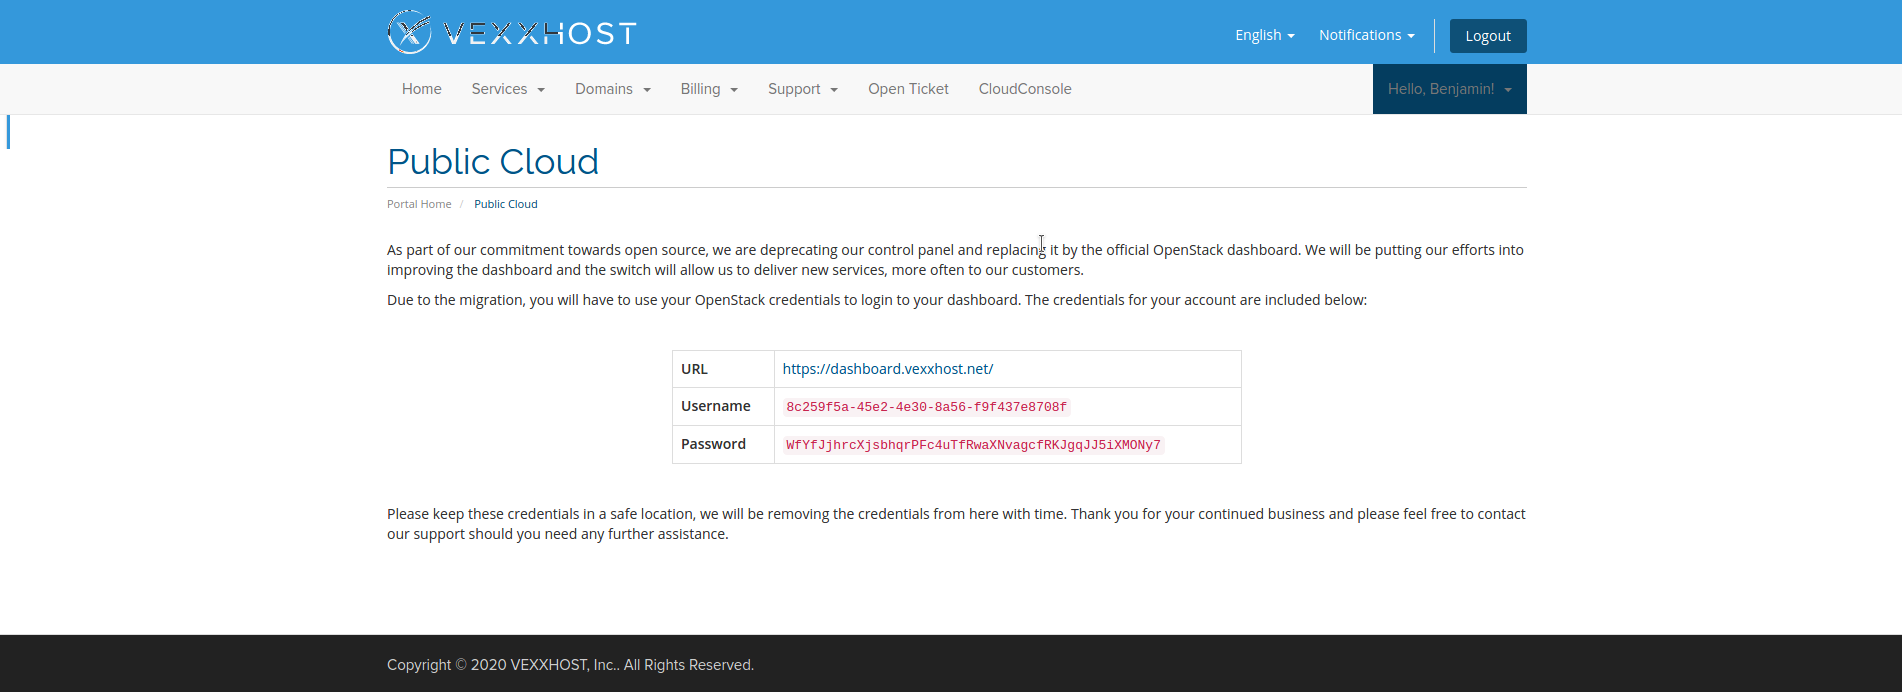 VEXXHOST
English
Notifications
Logout
Home
Services
Domains
Billing
Support
Open Ticket
CloudConsole
Hello, Benjamin!
Public Cloud
Portal Home / Public Cloud
As part of our commitment towards open source, we are deprecating our control panel and replacing it by the official OpenStack dashboard. We will be putting our efforts into
improving the dashboard and the switch will allow us to deliver new services, more often to our customers.
Due to the migration, you will have to use your OpenStack credentials to login to your dashboard. The credentials for your account are included below:
URL https://dashboard.vexxhost.net/
Username 8c259f5a-45e2-4e30-8a56-f9f437e8708f
Password WfYfJjhrcXjsbhqrPFc4uTfRwaXNvagcfRKJgqJJ5iXMONy7
Please keep these credentials in a safe location, we will be removing the credentials from here with time. Thank you for your continued business and please feel free to contact
our support should you need any further assistance.
Copyright © 2020 VEXXHOST, Inc.. All Rights Reserved.